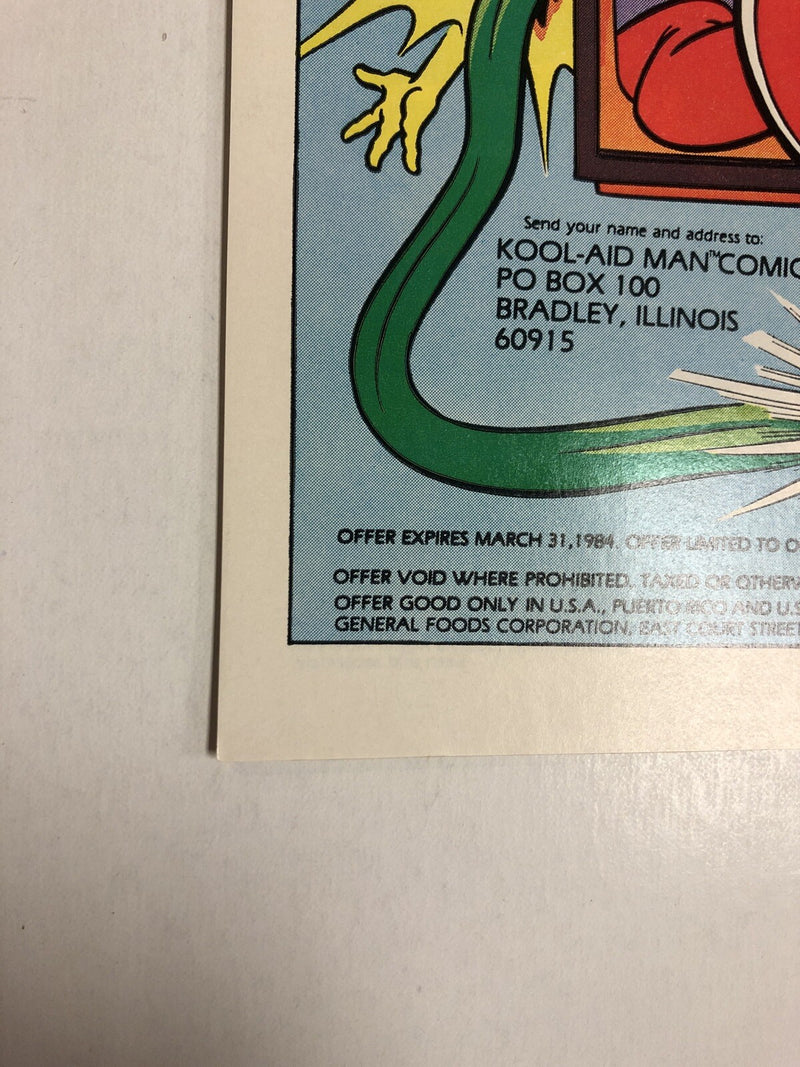 Send your name and address to:
KOOL-AID MAN™ COMIC
PO BOX 100
BRADLEY, ILLINOIS
60915
OFFER EXPIRES MARCH 31, 1984. OFFER LIMITED TO
OFFER VOID WHERE PROHIBITED, TAXED OR OTHERW
OFFER GOOD ONLY IN U.S.A., PUERTO RICO AND U.S
GENERAL FOODS CORPORATION, EAST COURT STREET